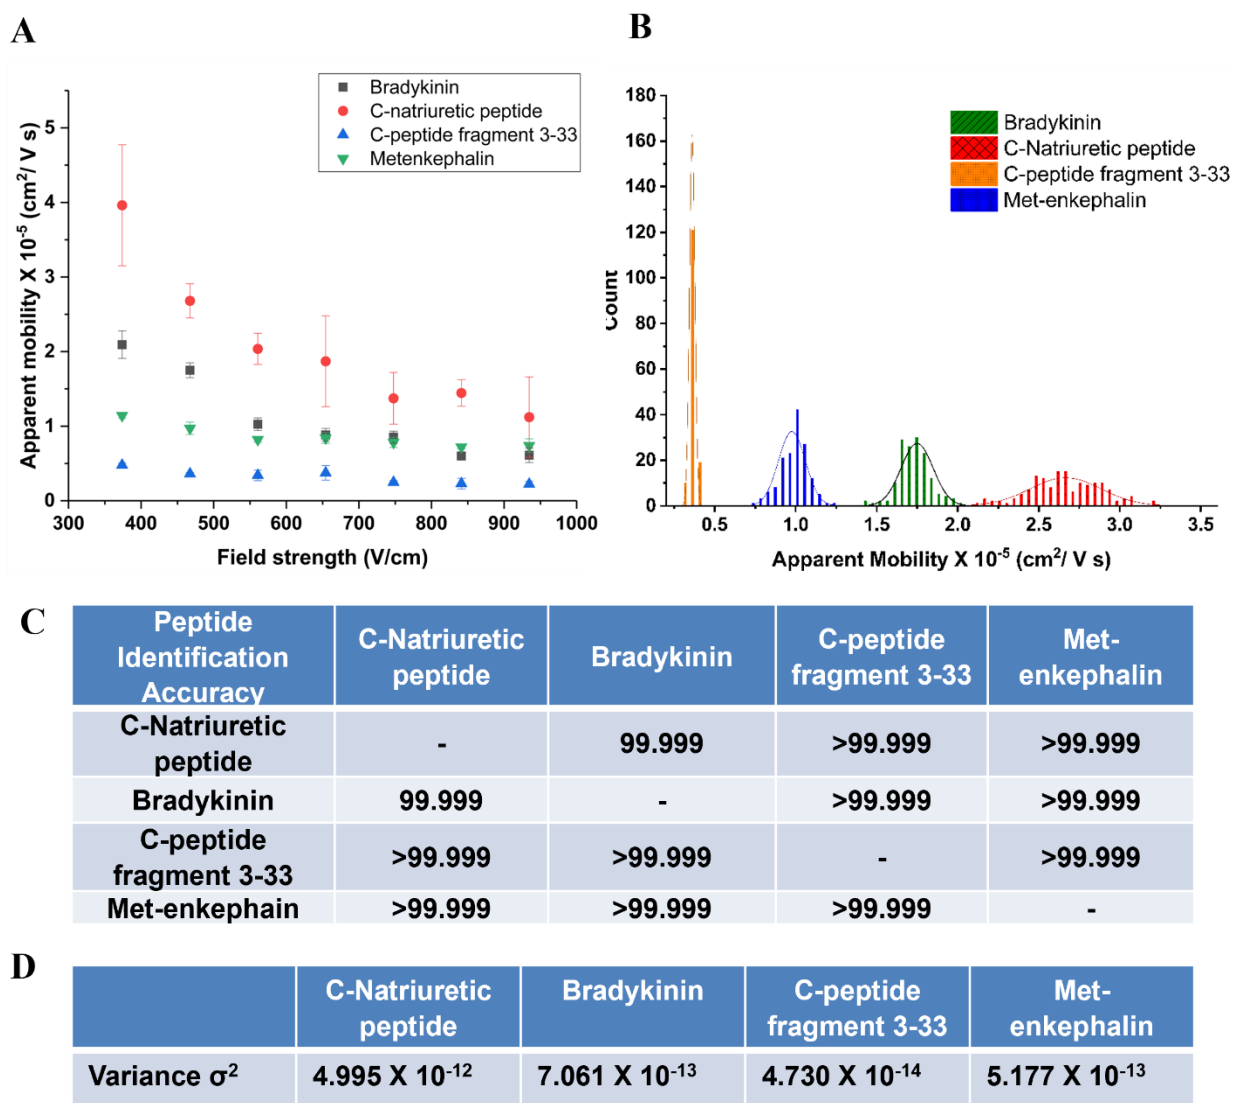 A
Bradykinin
C-natriuretic peptide
C-peptide fragment 3-33
Metenkephalin
5
4
3
2
1
0
300 400 500 600 700 800 900 1000
Apparent mobility X 10⁻⁵ (cm²/ V s)
Field strength (V/cm)
B
Bradykinin
C-Natriuretic peptide
C-peptide fragment 3-33
Met-enkephalin
180
160
140
120
100
80
60
40
20
0
0.5 1.0 1.5 2.0 2.5 3.0 3.5
Count
Apparent Mobility X 10⁻⁵ (cm²/ V s)
C
Peptide
Identification
Accuracy
C-Natriuretic
peptide
Bradykinin
C-peptide
fragment 3-33
Met-
enkephalin
C-Natriuretic
peptide
- 99.999 >99.999 >99.999
Bradykinin 99.999 - >99.999 >99.999
C-peptide
fragment 3-33
>99.999 >99.999 - >99.999
Met-enkephain >99.999 >99.999 >99.999 -
D
C-Natriuretic
peptide
Bradykinin
C-peptide
fragment 3-33
Met-
enkephalin
Variance σ² 4.995 X 10⁻¹² 7.061 X 10⁻¹³ 4.730 X 10⁻¹⁴ 5.177 X 10⁻¹³